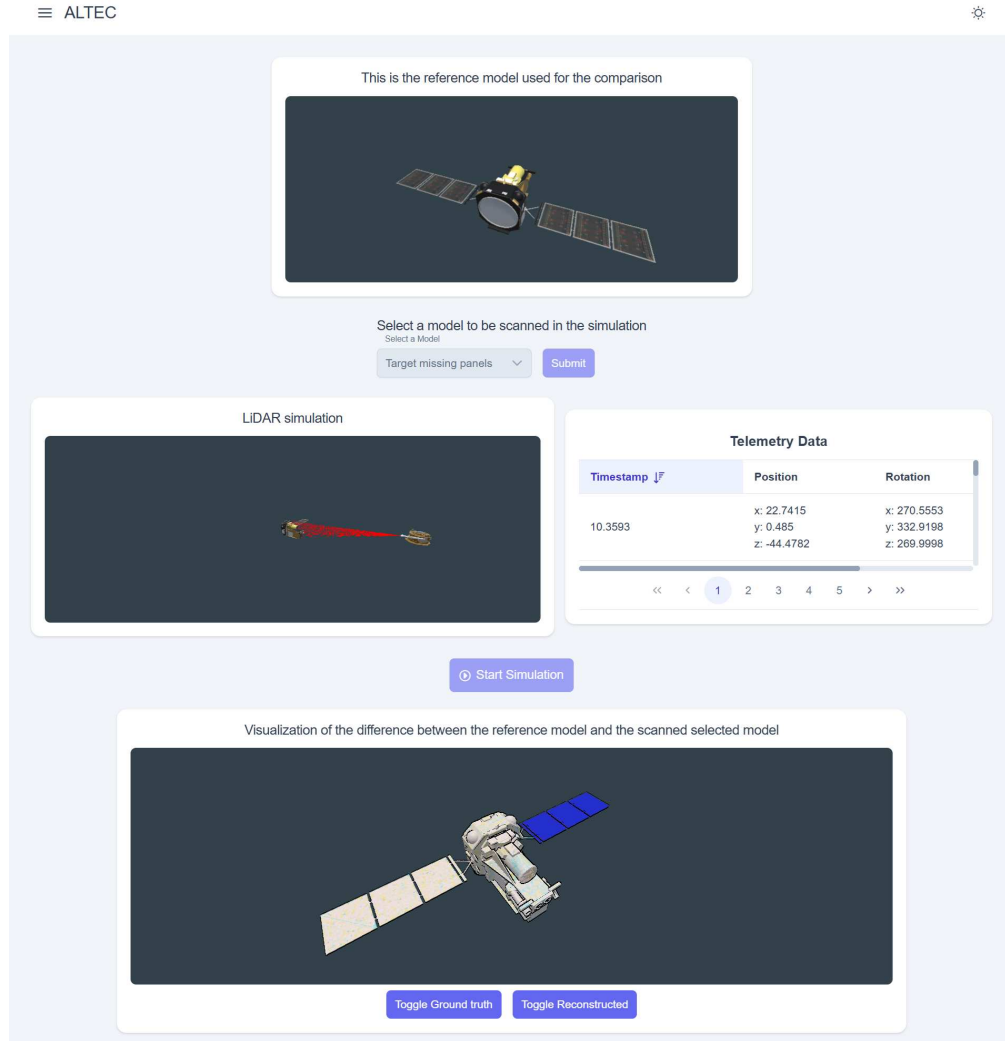 ALTEC
This is the reference model used for the comparison
Select a model to be scanned in the simulation
Select a Model
Target missing panels
Submit
LiDAR simulation
Telemetry Data
Timestamp Position Rotation
x: 22.7415 x: 270.5553
10.3593 y: 0.485 y: 332.9198
z: -44.4782 z: 269.9998
« ‹ 1 2 3 4 5 › »
Start Simulation
Visualization of the difference between the reference model and the scanned selected model
Toggle Ground truth Toggle Reconstructed